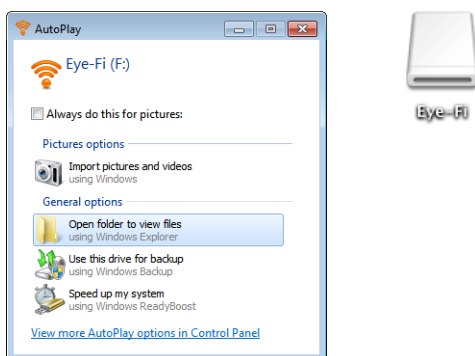 AutoPlay
Eye-Fi (F:)
Always do this for pictures:
Pictures options
Import pictures and videos
using Windows
General options
Open folder to view files
using Windows Explorer
Use this drive for backup
using Windows Backup
Speed up my system
using Windows ReadyBoost
View more AutoPlay options in Control Panel
Eye-Fi